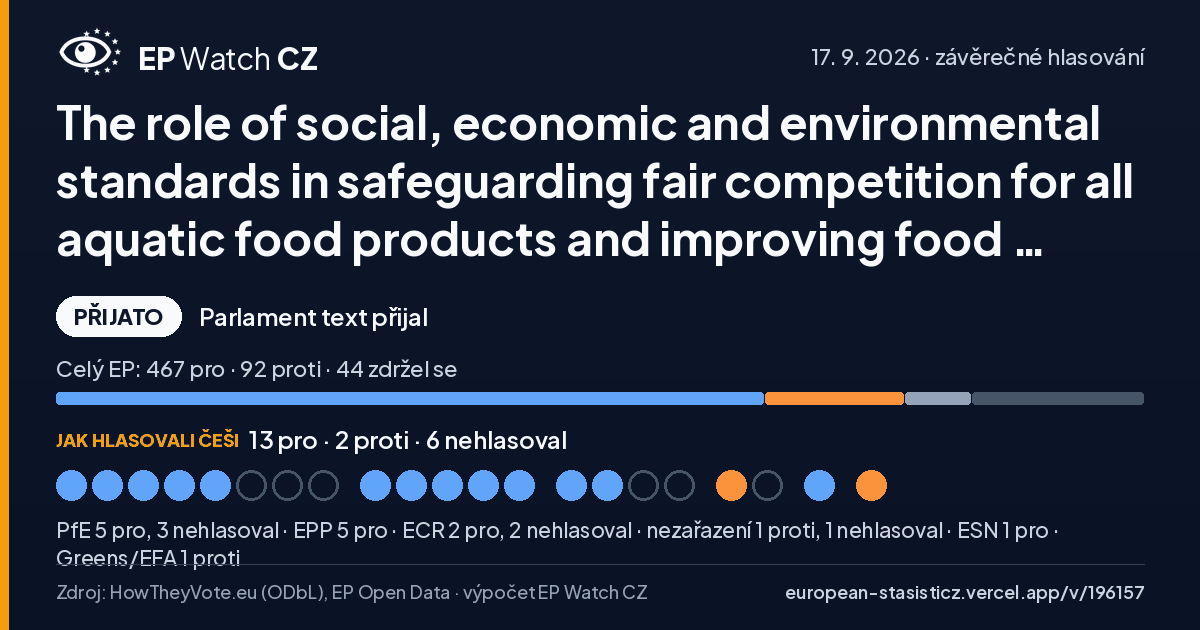 EP Watch CZ
17. 9. 2026 · závěrečné hlasování
The role of social, economic and environmental
standards in safeguarding fair competition for all
aquatic food products and improving food …
PŘIJATO Parlament text přijal
Celý EP: 467 pro · 92 proti · 44 zdržel se
JAK HLASOVALI ČEŠI 13 pro · 2 proti · 6 nehlasoval
PfE 5 pro, 3 nehlasoval · EPP 5 pro · ECR 2 pro, 2 nehlasoval · nezařazení 1 proti, 1 nehlasoval · ESN 1 pro ·
Greens/EFA 1 proti
Zdroj: HowTheyVote.eu (ODbL), EP Open Data · výpočet EP Watch CZ
european-stasisticz.vercel.app/v/196157